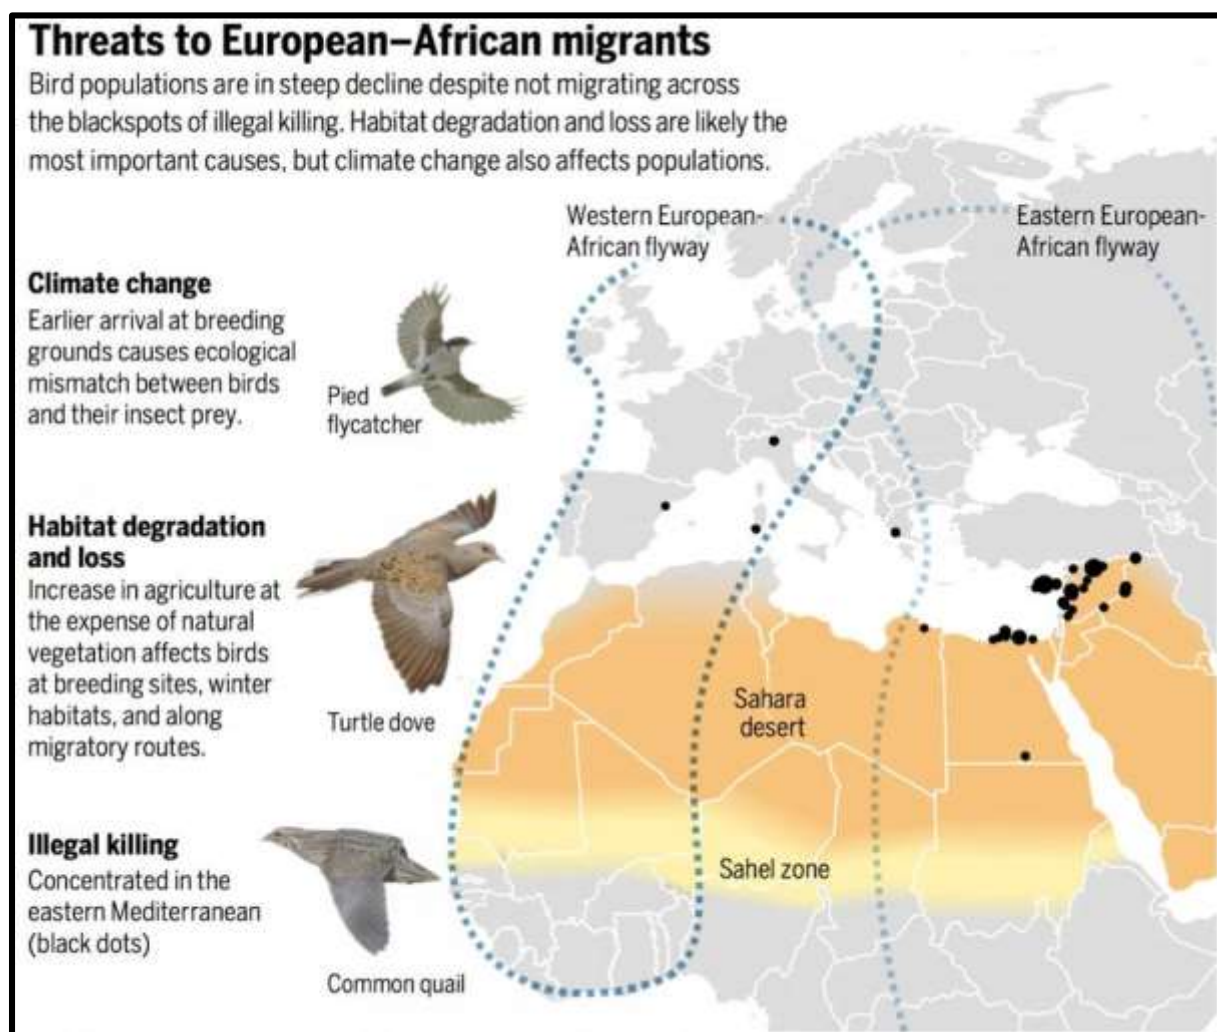 Threats to European–African migrants
Bird populations are in steep decline despite not migrating across
the blackspots of illegal killing. Habitat degradation and loss are likely the
most important causes, but climate change also affects populations.
Western European-
African flyway
Eastern European-
African flyway
Climate change
Earlier arrival at breeding
grounds causes ecological
mismatch between birds
and their insect prey.
Pied
flycatcher
Habitat degradation
and loss
Increase in agriculture at
the expense of natural
vegetation affects birds
at breeding sites, winter
habitats, and along
migratory routes.
Turtle dove
Sahara
desert
Illegal killing
Concentrated in the
eastern Mediterranean
(black dots)
Common quail
Sahel zone